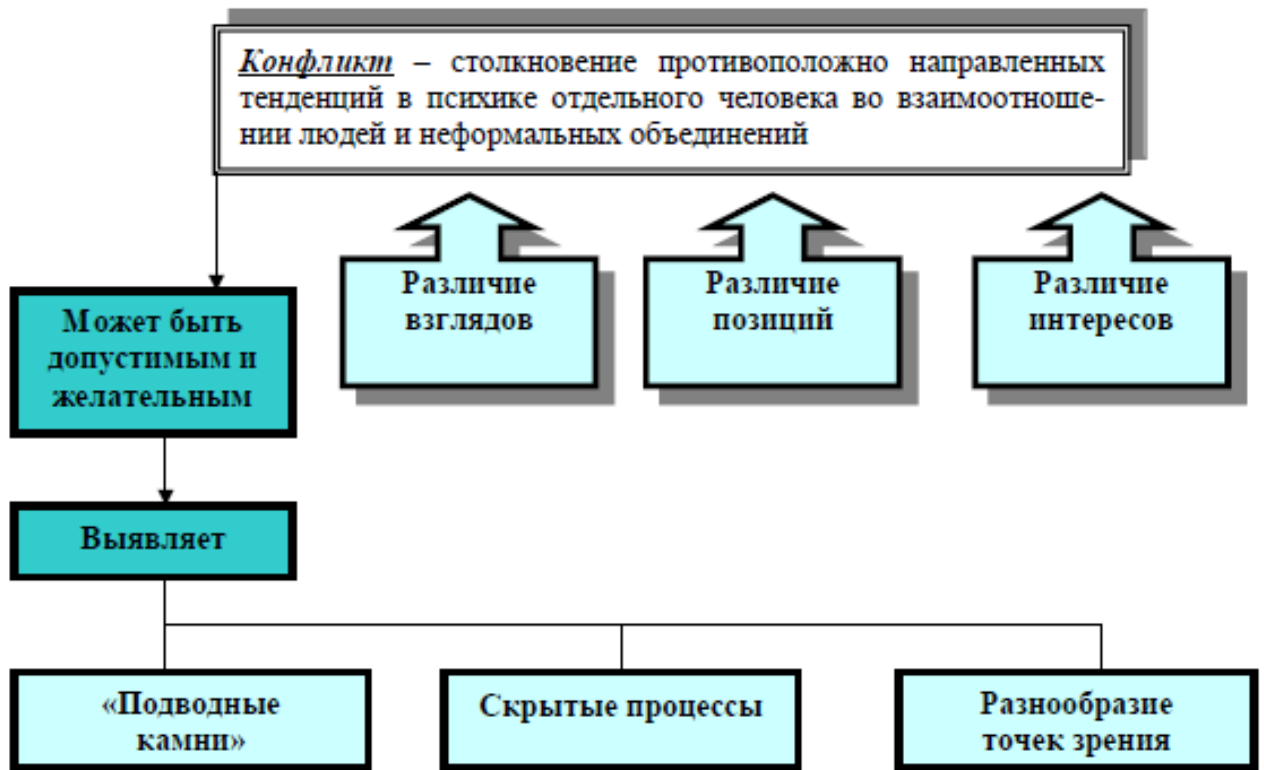 Конфликт – столкновение противоположно направленных
тенденций в психике отдельного человека во взаимоотноше-
нии людей и неформальных объединений
Различие
взглядов
Различие
позиций
Различие
интересов
Может быть
допустимым и
желательным
Выявляет
«Подводные
камни»
Скрытые процессы
Разнообразие
точек зрения